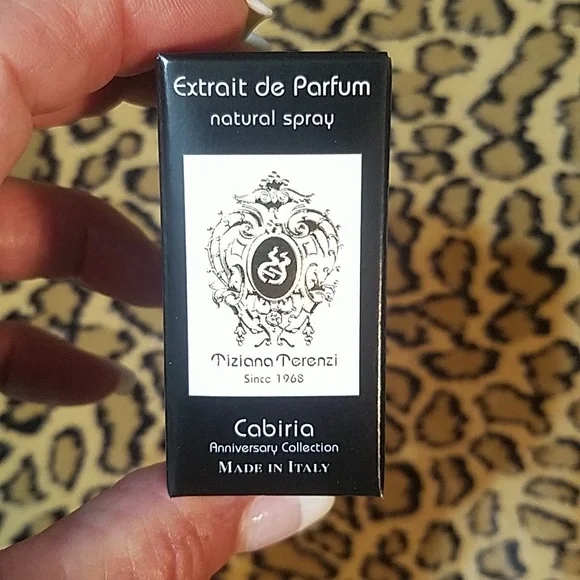 Extrait de Parfum
natural spray
Tiziana Terenzi
Since 1968
Cabiria
Anniversary Collection
MADE IN ITALY